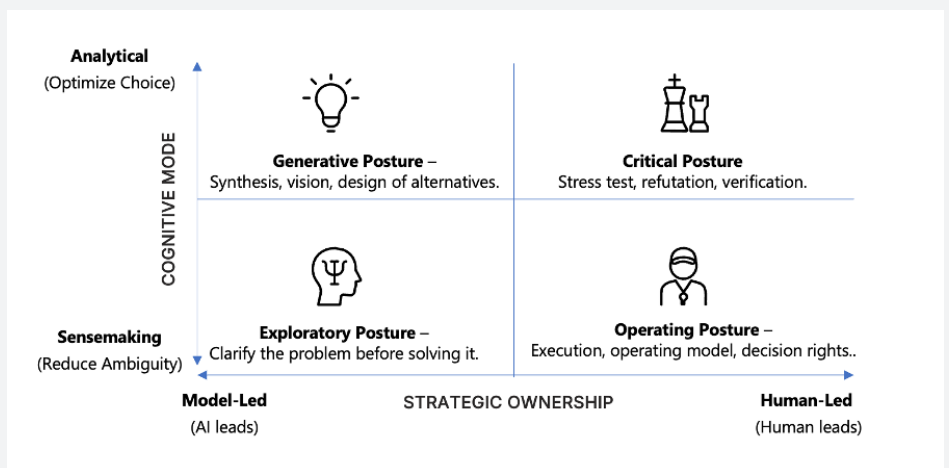 Analytical
(Optimize Choice)
COGNITIVE MODE
Generative Posture –
Synthesis, vision, design of alternatives.
Critical Posture
Stress test, refutation, verification.
Exploratory Posture –
Clarify the problem before solving it.
Operating Posture –
Execution, operating model, decision rights..
Sensemaking
(Reduce Ambiguity)
Model-Led
(AI leads)
STRATEGIC OWNERSHIP
Human-Led
(Human leads)